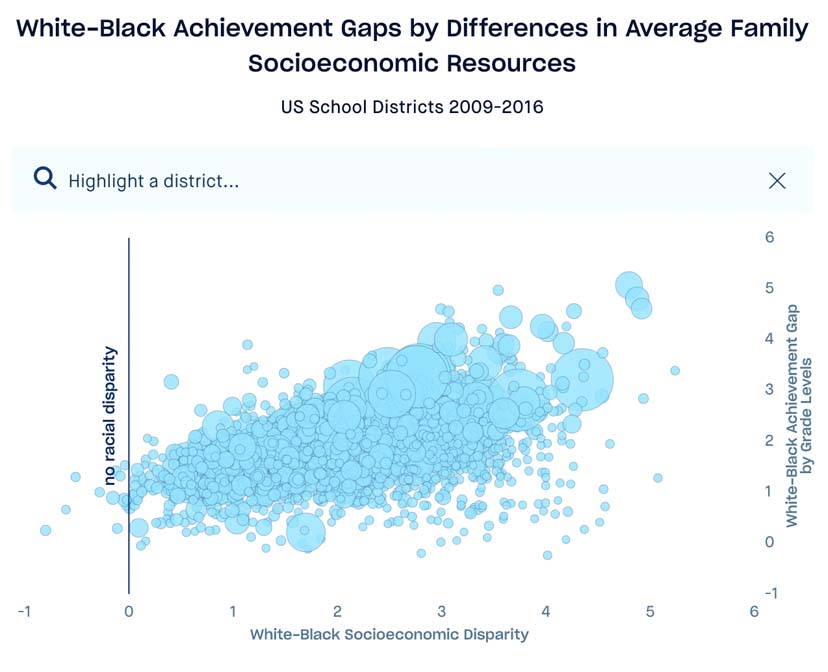 White-Black Achievement Gaps by Differences in Average Family
Socioeconomic Resources
US School Districts 2009-2016
Highlight a district...
6
5
4
3
2
1
0
-1
White-Black Achievement Gap
by Grade Levels
no racial disparity
-1 0 1 2 3 4 5 6
White-Black Socioeconomic Disparity